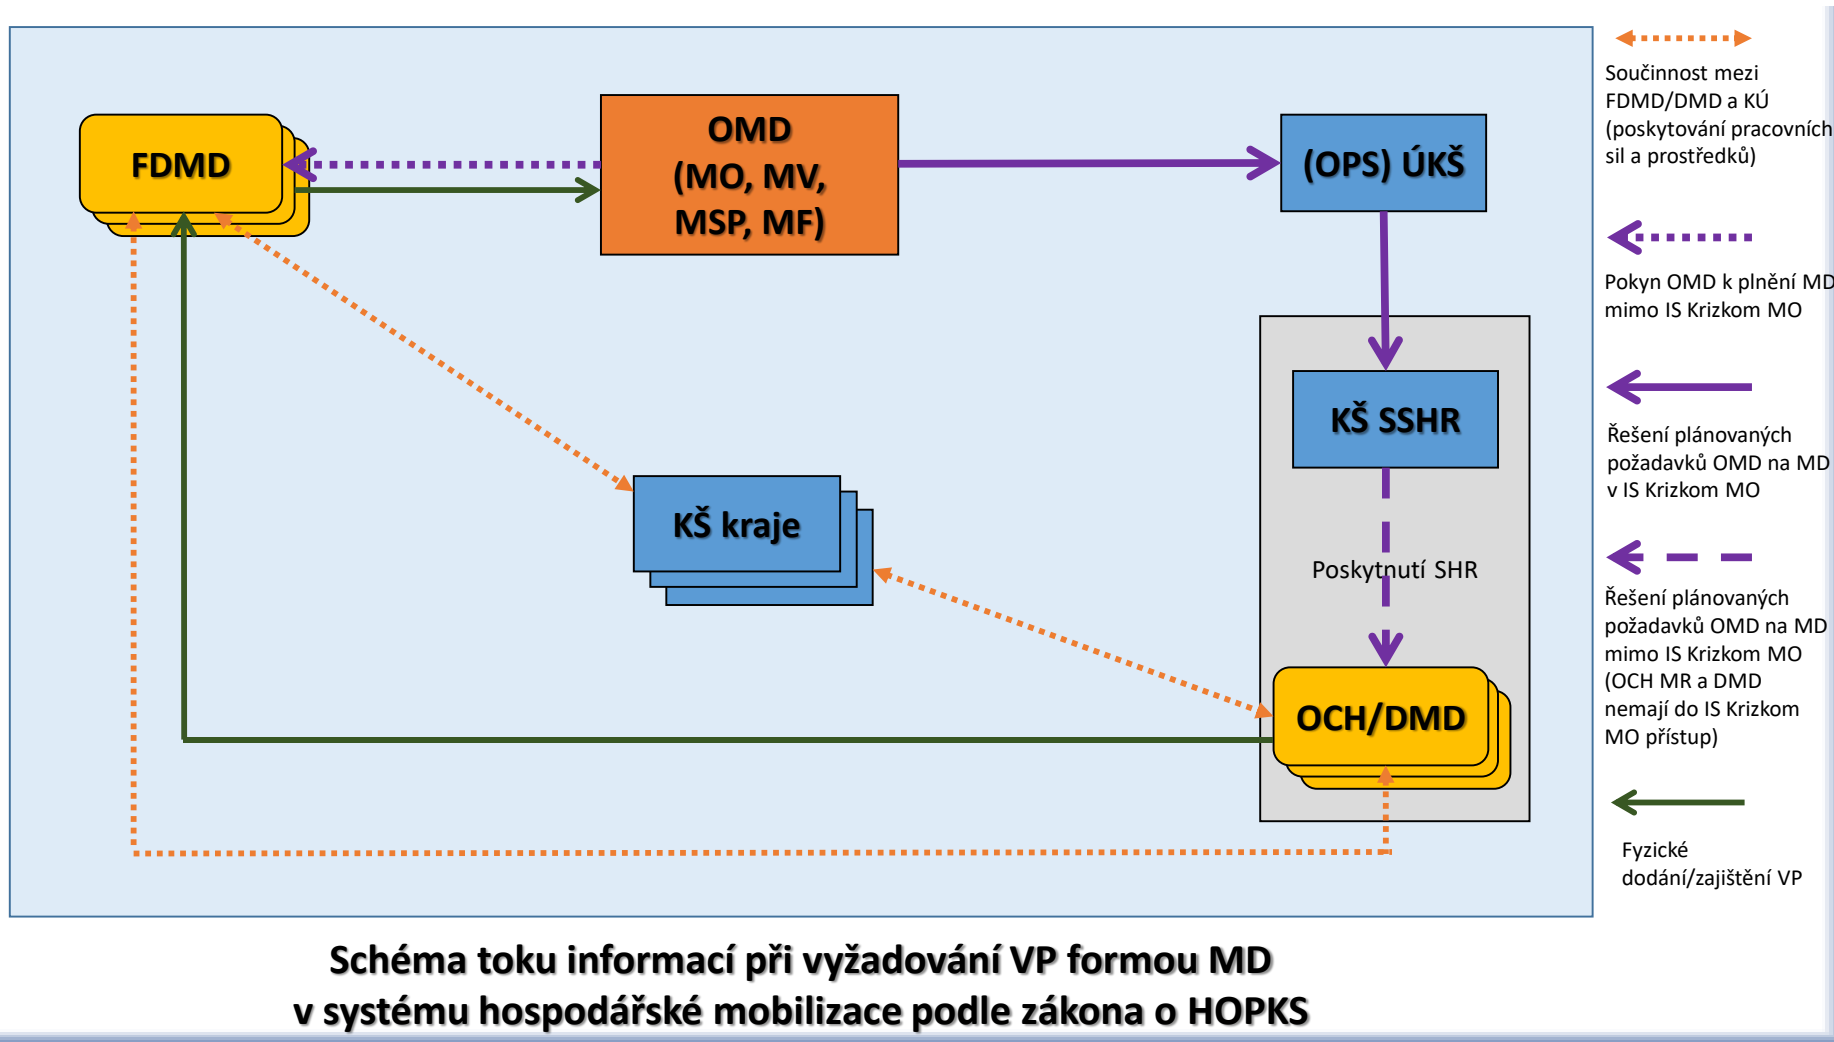 FDMD
OMD
(MO, MV,
MSP, MF)
(OPS) ÚKŠ
KŠ SSHR
KŠ kraje
Poskytnutí SHR
OCH/DMD
Součinnost mezi
FDMD/DMD a KÚ
(poskytování pracovních
sil a prostředků)
Pokyn OMD k plnění MD
mimo IS Krizkom MO
Řešení plánovaných
požadavků OMD na MD
v IS Krizkom MO
Řešení plánovaných
požadavků OMD na MD
mimo IS Krizkom MO
(OCH MR a DMD
nemají do IS Krizkom
MO přístup)
Fyzické
dodání/zajištění VP
Schéma toku informací při vyžadování VP formou MD
v systému hospodářské mobilizace podle zákona o HOPKS